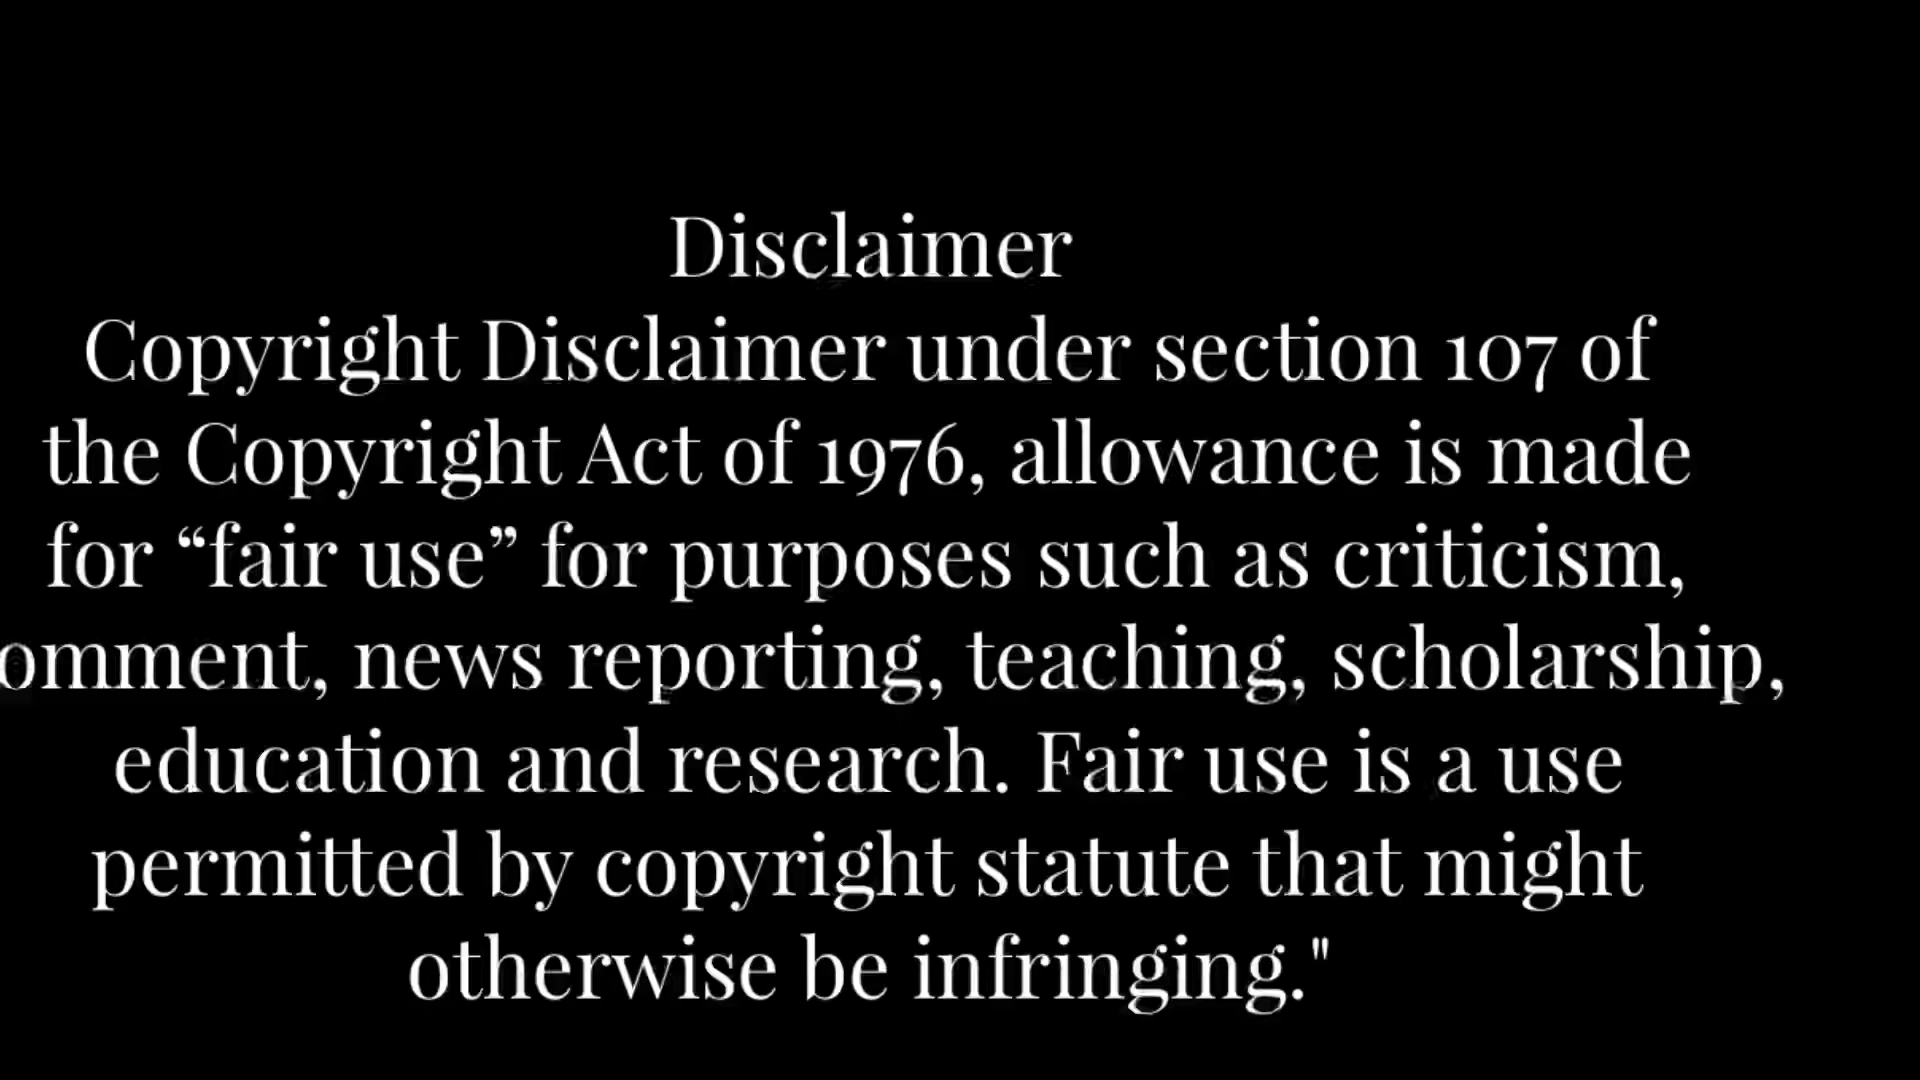 Disclaimer
Copyright Disclaimer under section 107 of
the Copyright Act of 1976, allowance is made
for “fair use” for purposes such as criticism,
omment, news reporting, teaching, scholarship,
education and research. Fair use is a use
permitted by copyright statute that might
otherwise be infringing."